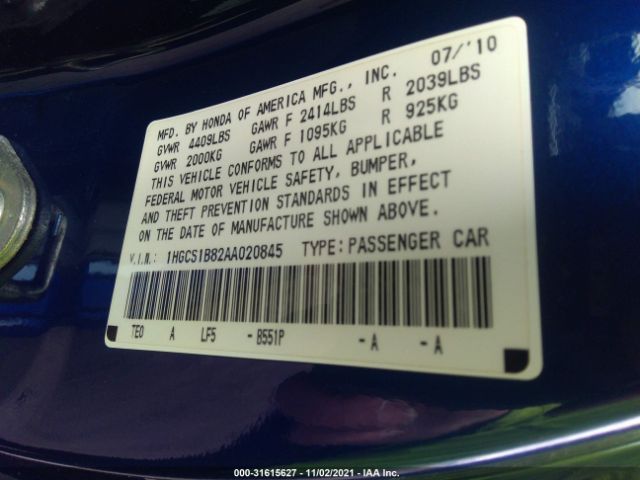 MFD. BY HONDA OF AMERICA MFG., INC. 07/'10
GVWR 4409LBS GAWR F 2414LBS R 2039LBS
GVWR 2000KG GAWR F 1095KG R 925KG
THIS VEHICLE CONFORMS TO ALL APPLICABLE
FEDERAL MOTOR VEHICLE SAFETY, BUMPER,
AND THEFT PREVENTION STANDARDS IN EFFECT
ON THE DATE OF MANUFACTURE SHOWN ABOVE.
V.I.N.: 1HGCS1B82AA020845 TYPE:PASSENGER CAR
TE0 A LF5 -B551P -A -A
000-31615627 - 11/02/2021 - IAA Inc.